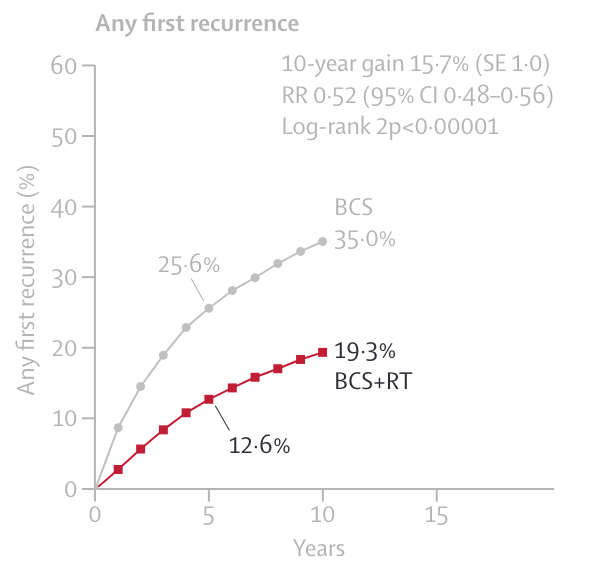 Any first recurrence
10-year gain 15·7% (SE 1·0)
RR 0·52 (95% CI 0·48–0·56)
Log-rank 2p<0·00001
Any first recurrence (%)
60
50
40
30
20
10
0
BCS
35·0%
25·6%
19·3%
BCS+RT
12·6%
0
5
10
15
Years